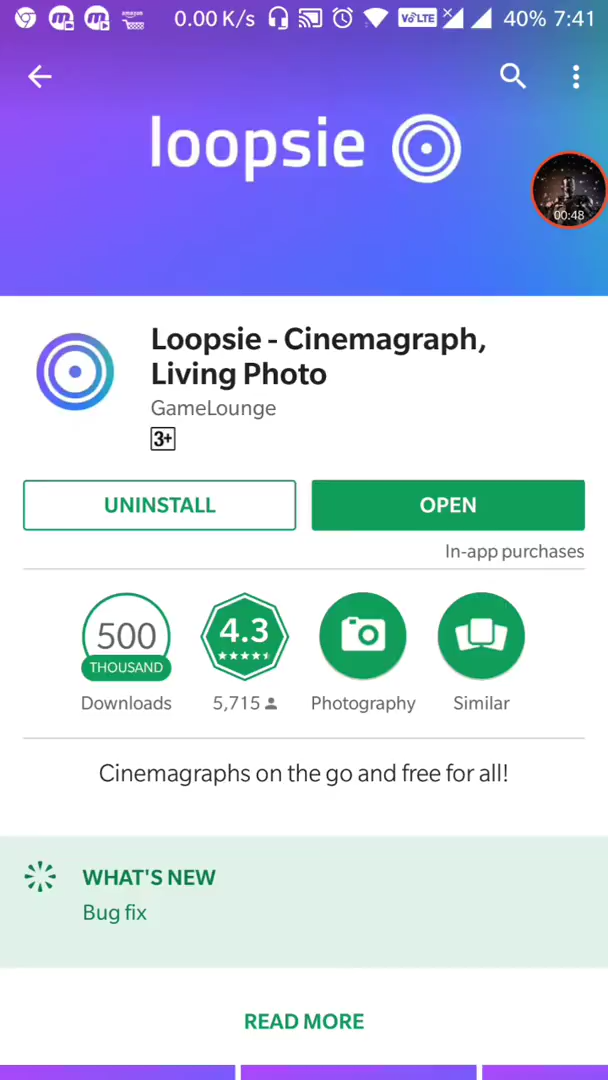 amazon
0.00 K/s VoLTE 40% 7:41
loopsie
00:48
Loopsie - Cinemagraph,
Living Photo
GameLounge
3+
UNINSTALL OPEN
In-app purchases
500 4.3
THOUSAND
Downloads 5,715 Photography Similar
Cinemagraphs on the go and free for all!
WHAT'S NEW
Bug fix
READ MORE